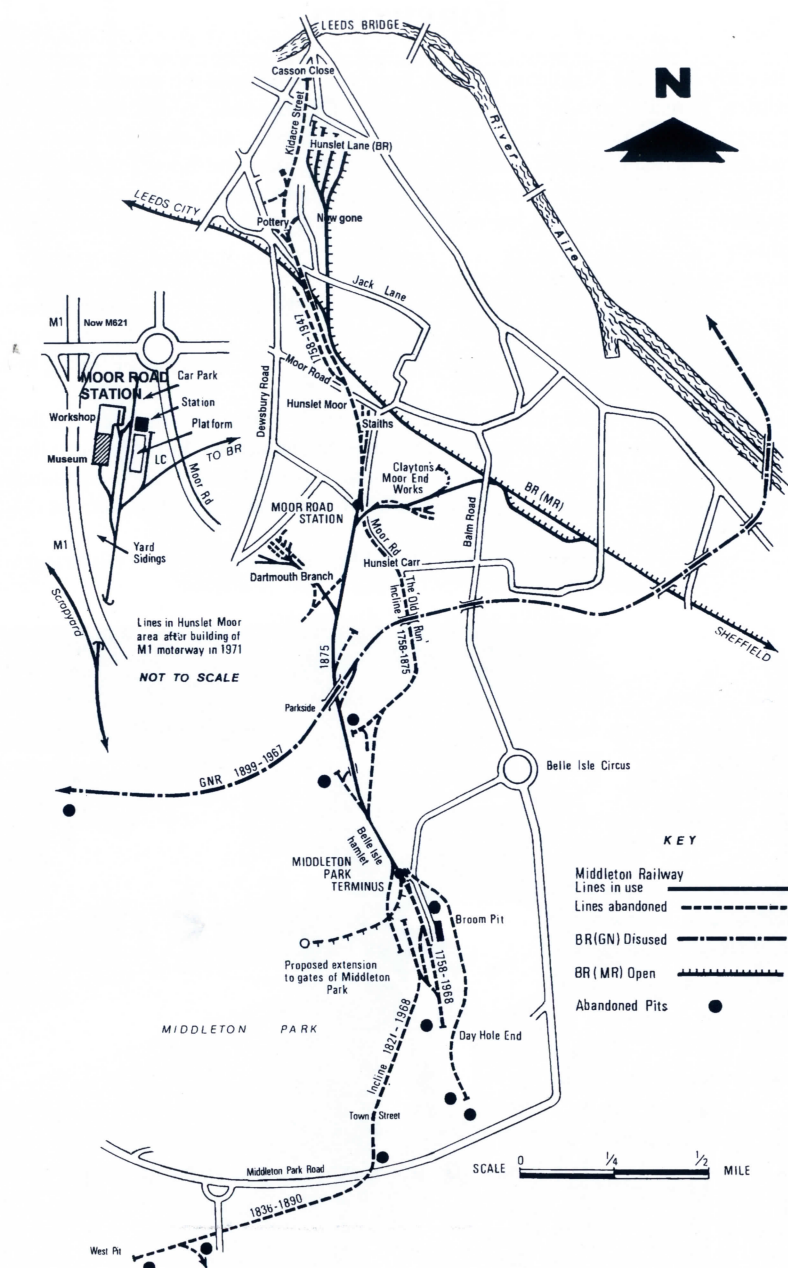 LEEDS BRIDGE
Casson Close
N
Kidacre Street
Hunslet Lane (BR)
River Aire
LEEDS CITY
Pottery
Now gone
Jack Lane
1758-1947
Moor Road
Dewsbury Road
Hunslet Moor
Staiths
M1
Now M621
MOOR ROAD
STATION
Car Park
Station
Workshop
Platform
Museum
LC
TO BR
Moor Rd
M1
Yard
Sidings
Scrapyard
Lines in Hunslet Moor
area after building of
M1 motorway in 1971
NOT TO SCALE
Clayton's
Moor End
Works
BR (MR)
MOOR ROAD
STATION
Moor Rd
Balm Road
Hunslet Carr
Dartmouth Branch
The 'Old Run'
Incline 1758-1875
1875
SHEFFIELD
Parkside
GNR 1899-1967
Belle Isle Circus
Belle Isle
hamlet
MIDDLETON
PARK
TERMINUS
Broom Pit
1758-1968
Proposed extension
to gates of Middleton
Park
MIDDLETON PARK
Day Hole End
Incline 1821-1968
Town Street
Middleton Park Road
1836-1890
West Pit
KEY
Middleton Railway
Lines in use
Lines abandoned
BR(GN) Disused
BR(MR) Open
Abandoned Pits
SCALE 0 1/4 1/2 MILE